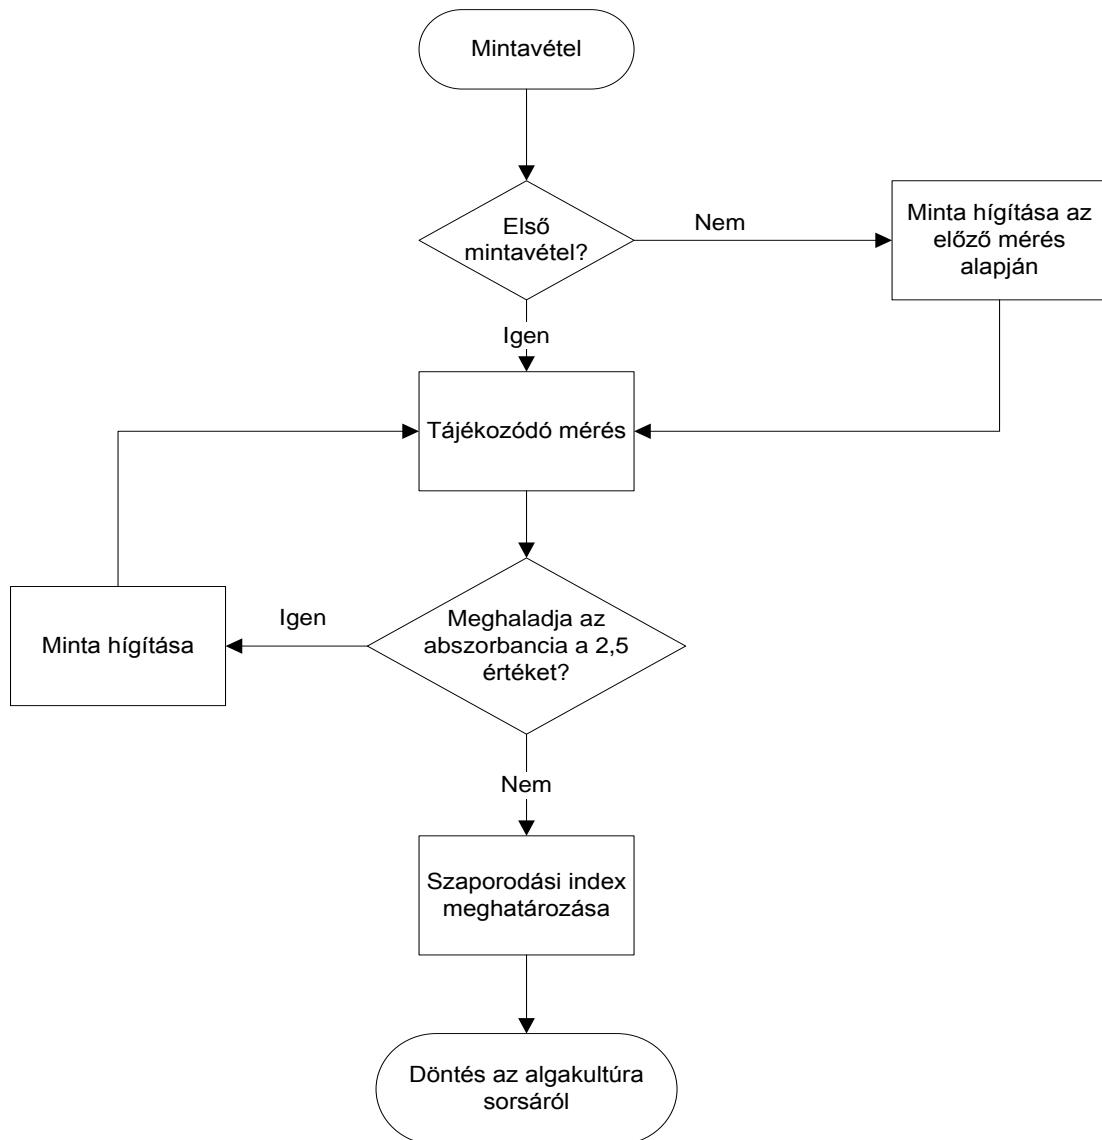 Mintavétel
Első
mintavétel?
Nem
Minta hígítása az
előző mérés
alapján
Igen
Tájékozódó mérés
Meghaladja az
abszorbancia a 2,5
értéket?
Igen
Minta hígítása
Nem
Szaporodási index
meghatározása
Döntés az algakultúra
sorsáról